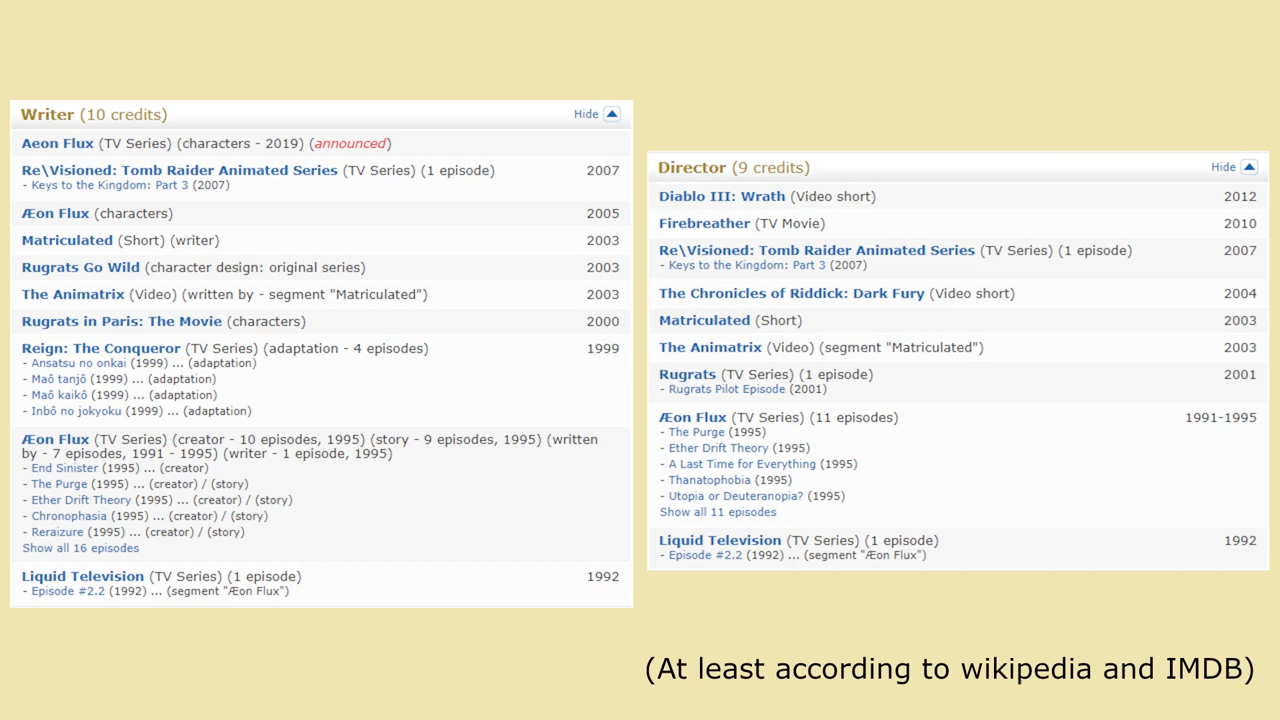 Writer (10 credits) Hide
Aeon Flux (TV Series) (characters - 2019) (announced)
Re\Visioned: Tomb Raider Animated Series (TV Series) (1 episode) 2007
- Keys to the Kingdom: Part 3 (2007)
Æon Flux (characters) 2005
Matriculated (Short) (writer) 2003
Rugrats Go Wild (character design: original series) 2003
The Animatrix (Video) (written by - segment "Matriculated") 2003
Rugrats in Paris: The Movie (characters) 2000
Reign: The Conqueror (TV Series) (adaptation - 4 episodes) 1999
- Ansatsu no onkai (1999) ... (adaptation)
- Maô tanjô (1999) ... (adaptation)
- Maô kaikô (1999) ... (adaptation)
- Inbô no jokyoku (1999) ... (adaptation)
Æon Flux (TV Series) (creator - 10 episodes, 1995) (story - 9 episodes, 1995) (written
by - 7 episodes, 1991 - 1995) (writer - 1 episode, 1995)
- End Sinister (1995) ... (creator)
- The Purge (1995) ... (creator) / (story)
- Ether Drift Theory (1995) ... (creator) / (story)
- Chronophasia (1995) ... (creator) / (story)
- Reraizure (1995) ... (creator) / (story)
Show all 16 episodes
Liquid Television (TV Series) (1 episode) 1992
- Episode #2.2 (1992) ... (segment "Æon Flux")
Director (9 credits) Hide
Diablo III: Wrath (Video short) 2012
Firebreather (TV Movie) 2010
Re\Visioned: Tomb Raider Animated Series (TV Series) (1 episode) 2007
- Keys to the Kingdom: Part 3 (2007)
The Chronicles of Riddick: Dark Fury (Video short) 2004
Matriculated (Short) 2003
The Animatrix (Video) (segment "Matriculated") 2003
Rugrats (TV Series) (1 episode) 2001
- Rugrats Pilot Episode (2001)
Æon Flux (TV Series) (11 episodes) 1991-1995
- The Purge (1995)
- Ether Drift Theory (1995)
- A Last Time for Everything (1995)
- Thanatophobia (1995)
- Utopia or Deuteranopia? (1995)
Show all 11 episodes
Liquid Television (TV Series) (1 episode) 1992
- Episode #2.2 (1992) ... (segment "Æon Flux")
(At least according to wikipedia and IMDB)